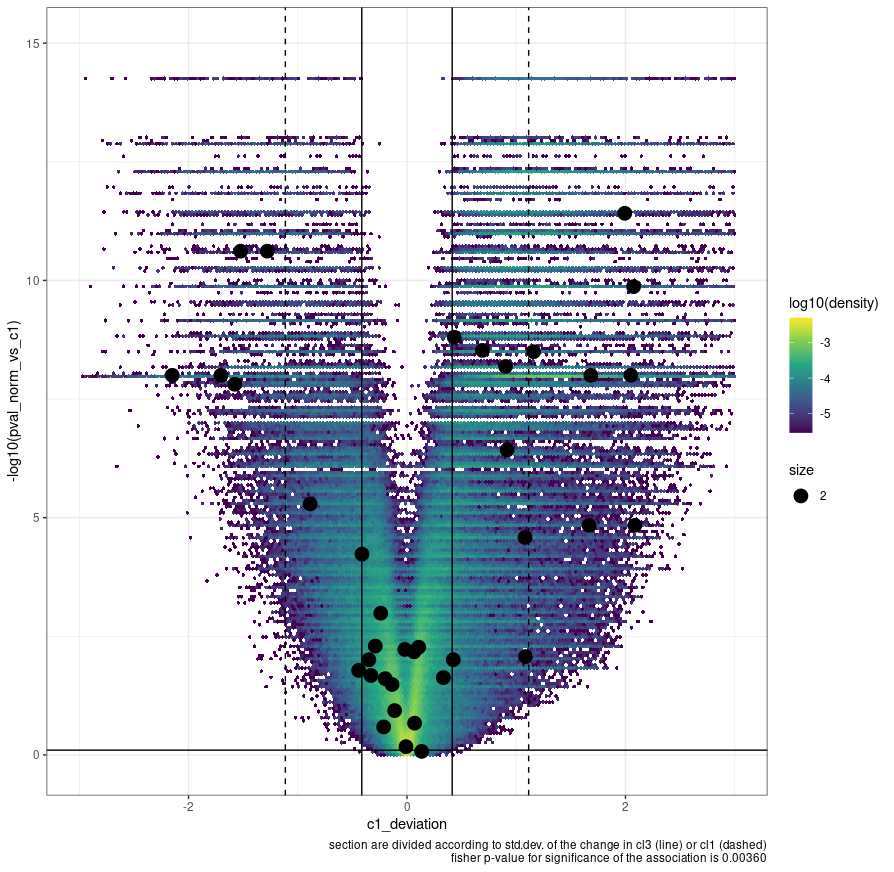 15
10
5
0
-log10(pval_norm_vs_c1)
-2
0
2
c1_deviation
log10(density)
-3
-4
-5
size
2
section are divided according to std.dev. of the change in cl3 (line) or cl1 (dashed)
fisher p-value for significance of the association is 0.00360